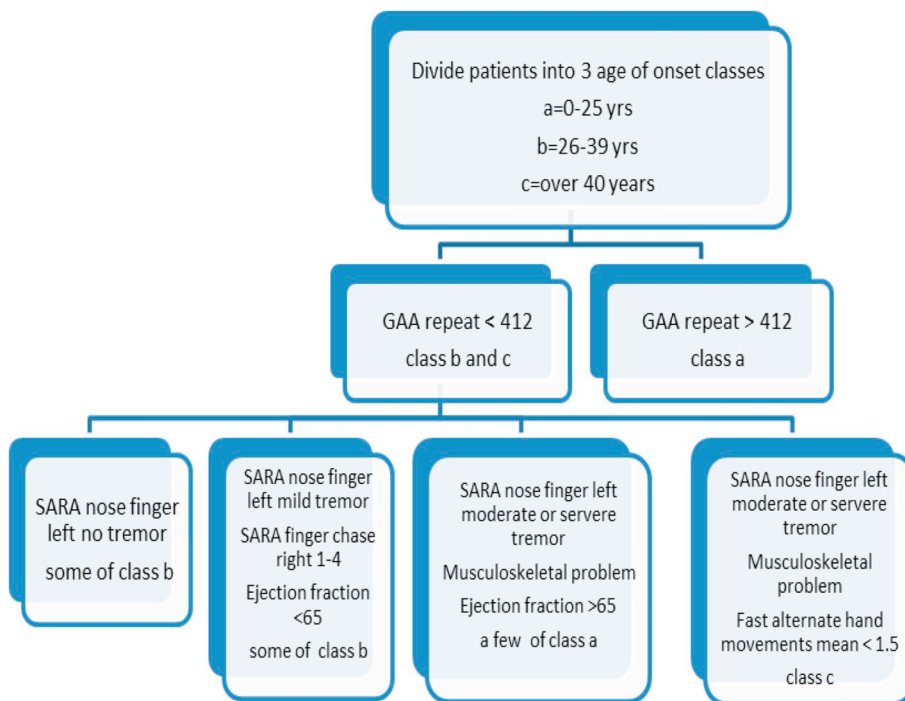 Divide patients into 3 age of onset classes
a=0-25 yrs
b=26-39 yrs
c=over 40 years
GAA repeat < 412
class b and c
GAA repeat > 412
class a
SARA nose finger
left no tremor
some of class b
SARA nose finger
left mild tremor
SARA finger chase
right 1-4
Ejection fraction
<65
some of class b
SARA nose finger left
moderate or servere
tremor
Musculoskeletal problem
Ejection fraction >65
a few of class a
SARA nose finger left
moderate or servere
tremor
Musculoskeletal
problem
Fast alternate hand
movements mean < 1.5
class c